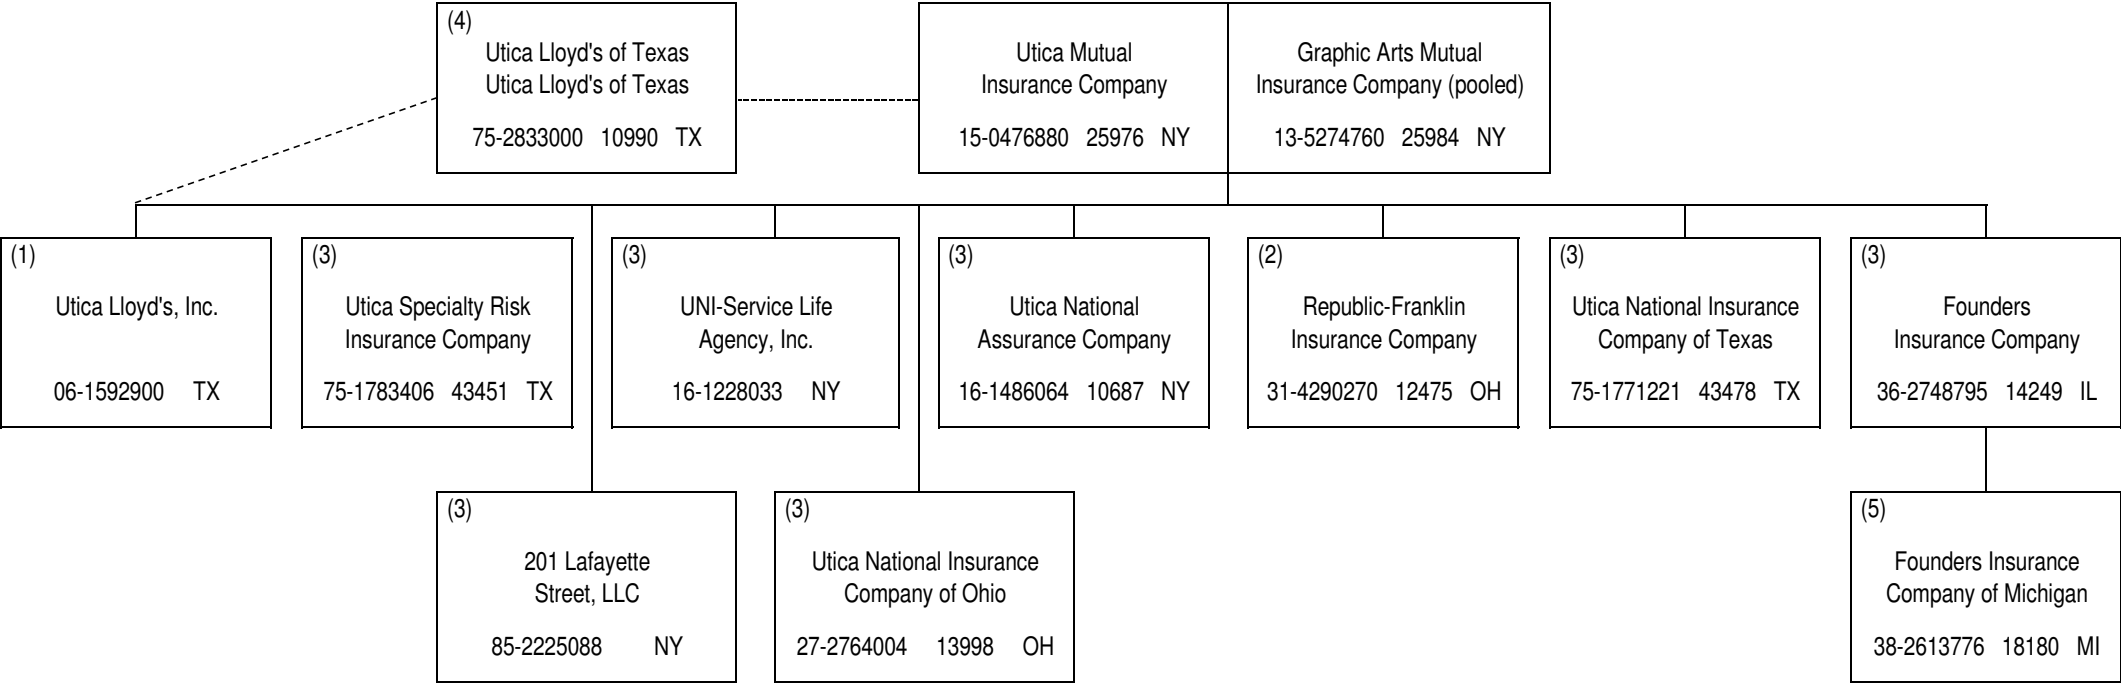 (4)
Utica Lloyd's of Texas
Utica Lloyd's of Texas
75-2833000 10990 TX
Utica Mutual
Insurance Company
15-0476880 25976 NY
Graphic Arts Mutual
Insurance Company (pooled)
13-5274760 25984 NY
(1)
Utica Lloyd's, Inc.
06-1592900 TX
(3)
Utica Specialty Risk
Insurance Company
75-1783406 43451 TX
(3)
UNI-Service Life
Agency, Inc.
16-1228033 NY
(3)
Utica National
Assurance Company
16-1486064 10687 NY
(2)
Republic-Franklin
Insurance Company
31-4290270 12475 OH
(3)
Utica National Insurance
Company of Texas
75-1771221 43478 TX
(3)
Founders
Insurance Company
36-2748795 14249 IL
(3)
201 Lafayette
Street, LLC
85-2225088 NY
(3)
Utica National Insurance
Company of Ohio
27-2764004 13998 OH
(5)
Founders Insurance
Company of Michigan
38-2613776 18180 MI